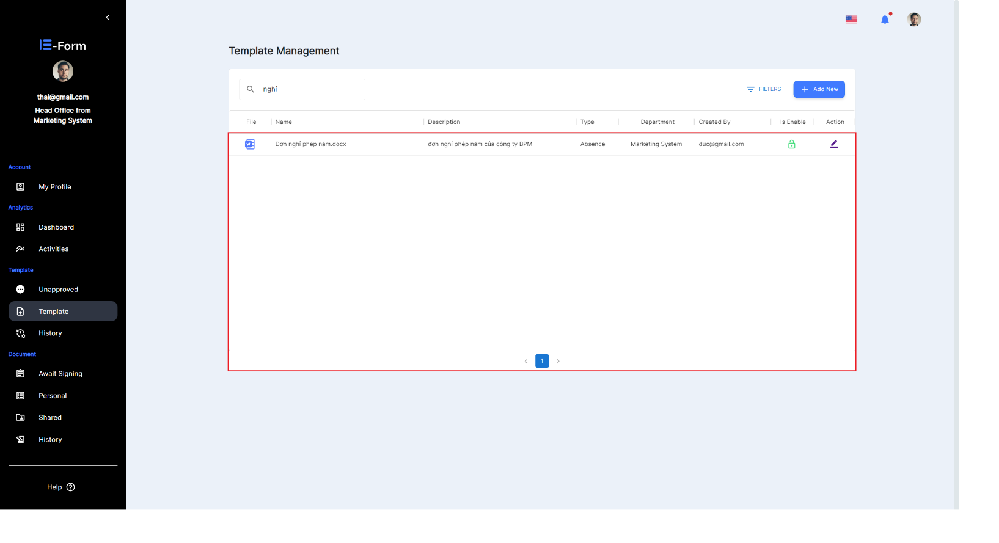 E-Form
thai@gmail.com
Head Office from
Marketing System
Account
My Profile
Analytics
Dashboard
Activities
Template
Unapproved
Template
History
Document
Await Signing
Personal
Shared
History
Help
Template Management
nghỉ
FILTERS
Add New
File Name Description Type Department Created By Is Enable Action
W Đơn nghỉ phép năm.docx đơn nghỉ phép năm của công ty BPM Absence Marketing System duc@gmail.com
1